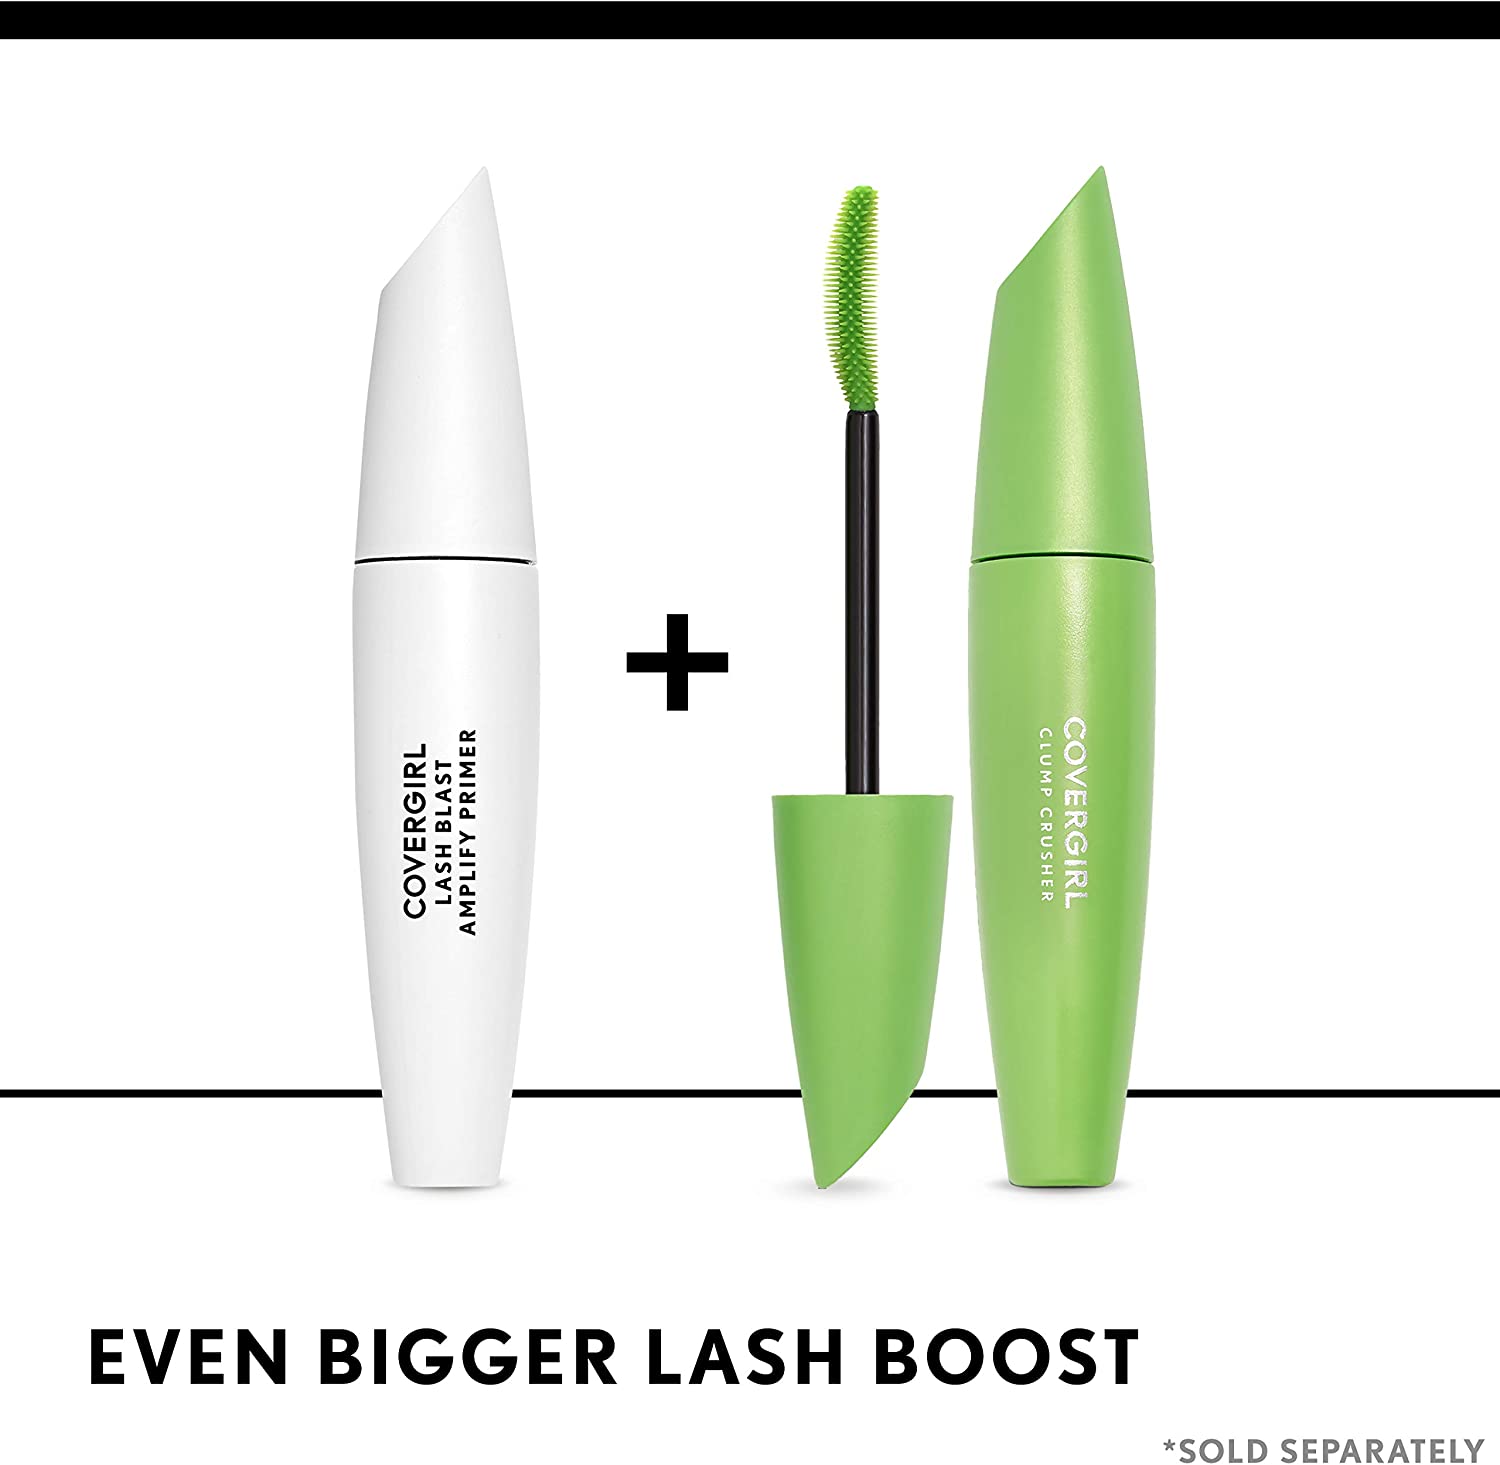 COVERGIRL
LASH BLAST
AMPLIFY PRIMER
+
COVERGIRL
CLUMP CRUSHER
EVEN BIGGER LASH BOOST
*SOLD SEPARATELY